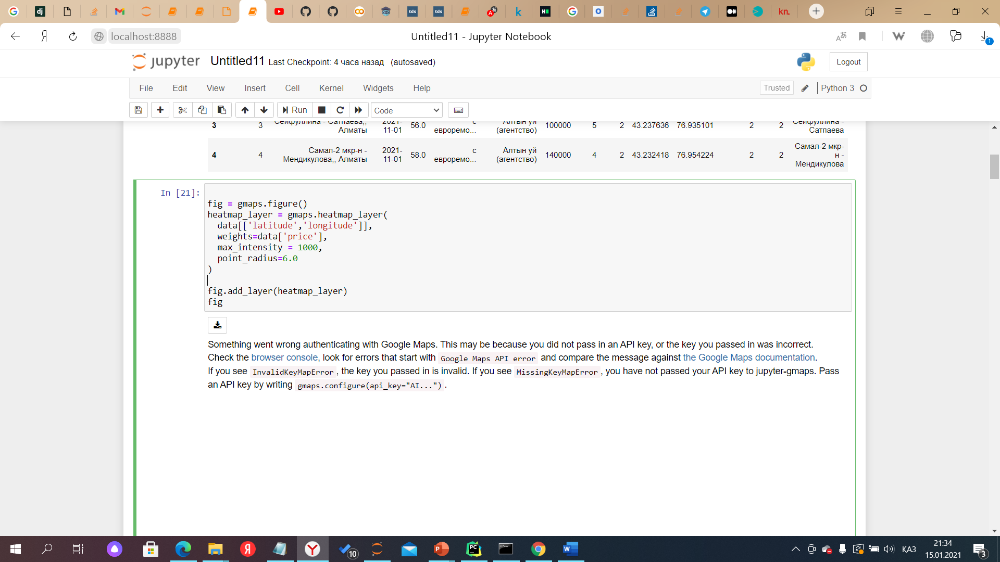 tds
tds
kn.
localhost:8888
Untitled11 - Jupyter Notebook
1
jupyter
Untitled11 Last Checkpoint: 4 часа назад (autosaved)
Logout
File Edit View Insert Cell Kernel Widgets Help
Trusted
Python 3
Run
Code
3 3 Сейфуллина - Сатпаева,, Алматы 2021-11-01 56.0 с евроремо... Алтын уй (агентство) 100000 5 2 43.237636 76.935101 2 2 Сейфуллина - Сатпаева
4 4 Самал-2 мкр-н - Мендикулова,, Алматы 2021-11-01 58.0 с евроремо... Алтын уй (агентство) 140000 4 2 43.232418 76.954224 2 2 Самал-2 мкр-н - Мендикулова
In [21]:
fig = gmaps.figure()
heatmap_layer = gmaps.heatmap_layer(
data[['latitude','longitude']],
weights=data['price'],
max_intensity = 1000,
point_radius=6.0
)
fig.add_layer(heatmap_layer)
fig
Something went wrong authenticating with Google Maps. This may be because you did not pass in an API key, or the key you passed in was incorrect.
Check the browser console, look for errors that start with Google Maps API error and compare the message against the Google Maps documentation.
If you see InvalidKeyMapError , the key you passed in is invalid. If you see MissingKeyMapError , you have not passed your API key to jupyter-gmaps. Pass
an API key by writing gmaps.configure(api_key="AI...") .
10
ҚАЗ
21:34
15.01.2021
3